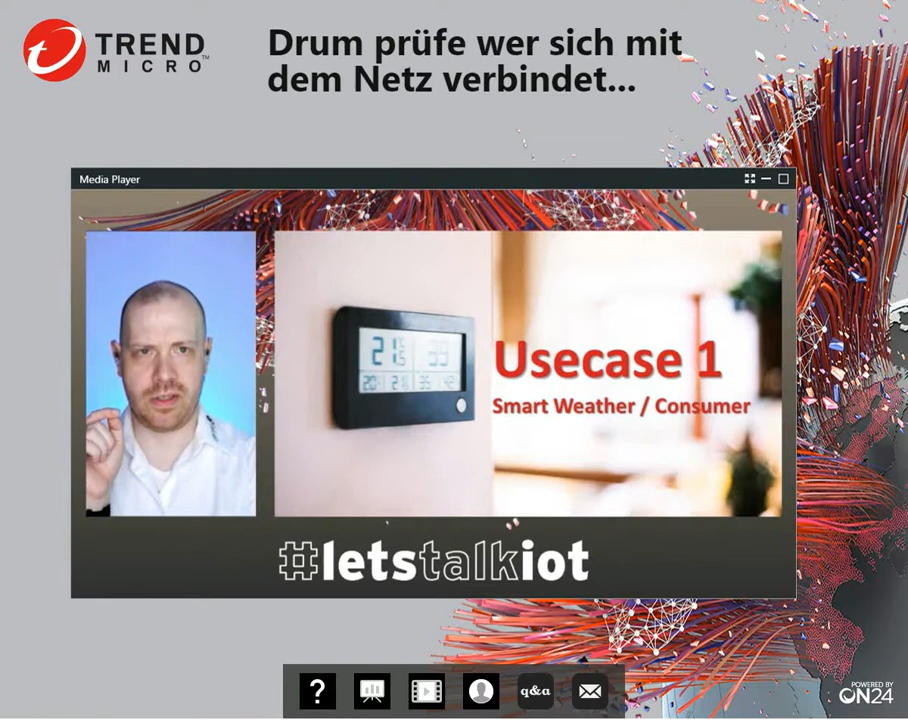 TREND
MICRO™
Drum prüfe wer sich mit
dem Netz verbindet...
Media Player
Usecase 1
Smart Weather / Consumer
#letstalkiot
?
q&a
POWERED BY
ON24